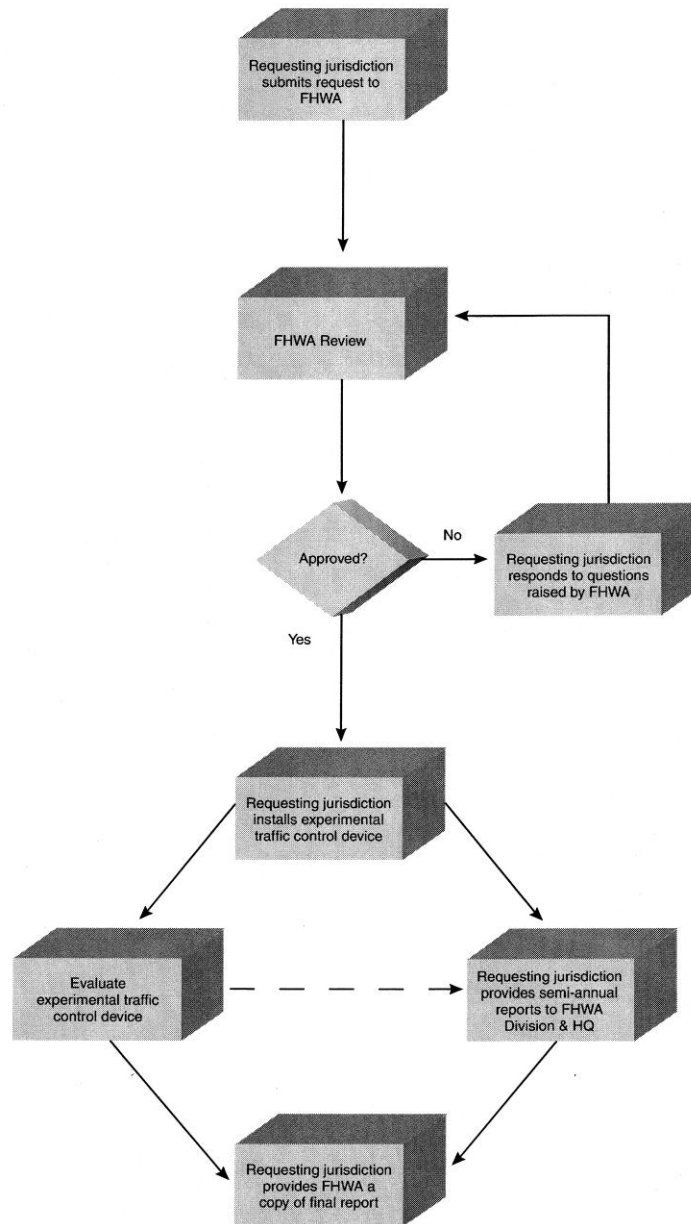 Requesting jurisdiction
submits request to
FHWA
FHWA Review
Approved?
No
Requesting jurisdiction
responds to questions
raised by FHWA
Yes
Requesting jurisdiction
installs experimental
traffic control device
Evaluate
experimental traffic
control device
Requesting jurisdiction
provides semi-annual
reports to FHWA
Division & HQ
Requesting jurisdiction
provides FHWA a
copy of final report